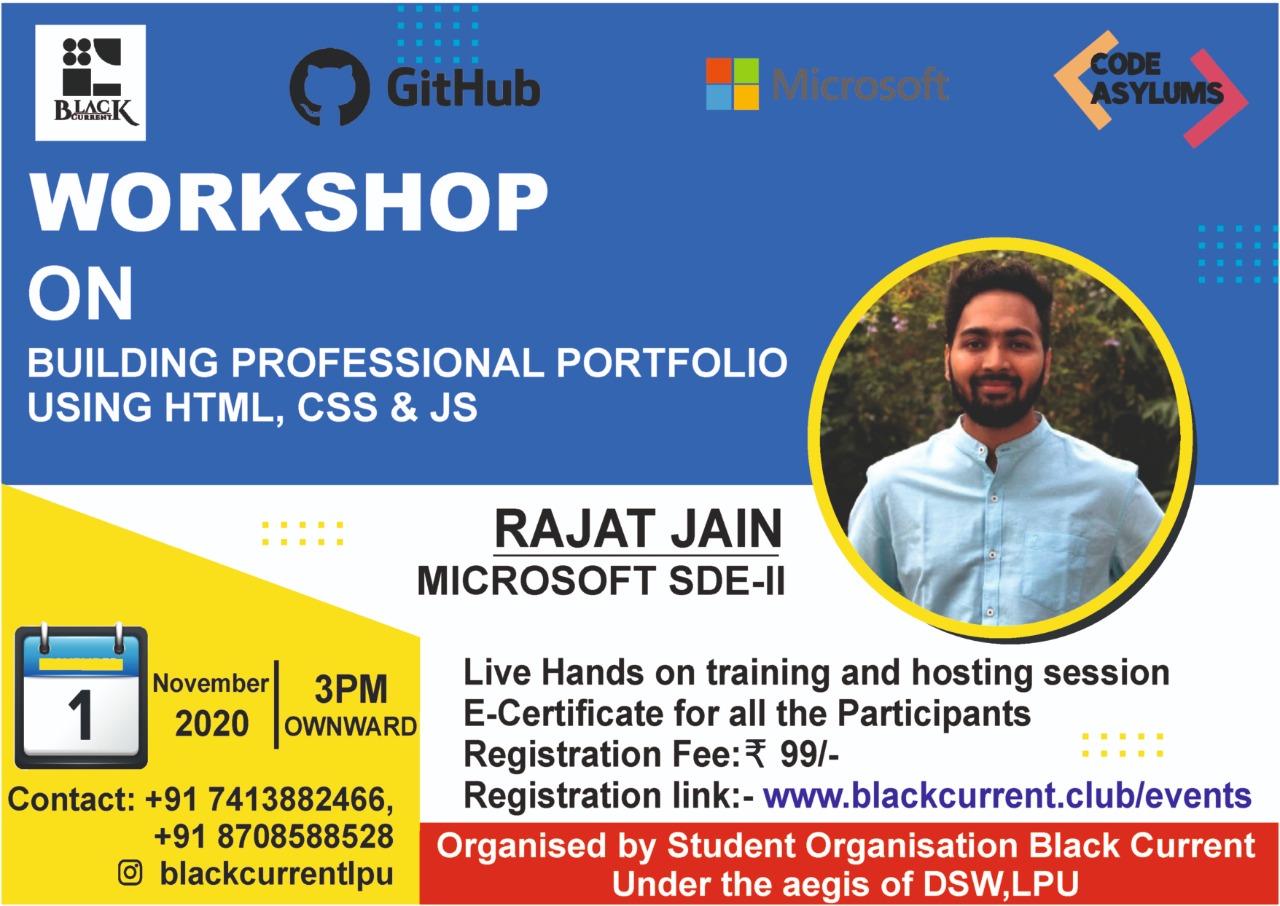 BLACK
CURRENT
GitHub
Microsoft
CODE
ASYLUMS
WORKSHOP
ON
BUILDING PROFESSIONAL PORTFOLIO
USING HTML, CSS & JS
RAJAT JAIN
MICROSOFT SDE-II
1
November
2020
3PM
OWNWARD
Contact: +91 7413882466,
+91 8708588528
blackcurrentlpu
Live Hands on training and hosting session
E-Certificate for all the Participants
Registration Fee:₹ 99/-
Registration link:- www.blackcurrent.club/events
Organised by Student Organisation Black Current
Under the aegis of DSW,LPU